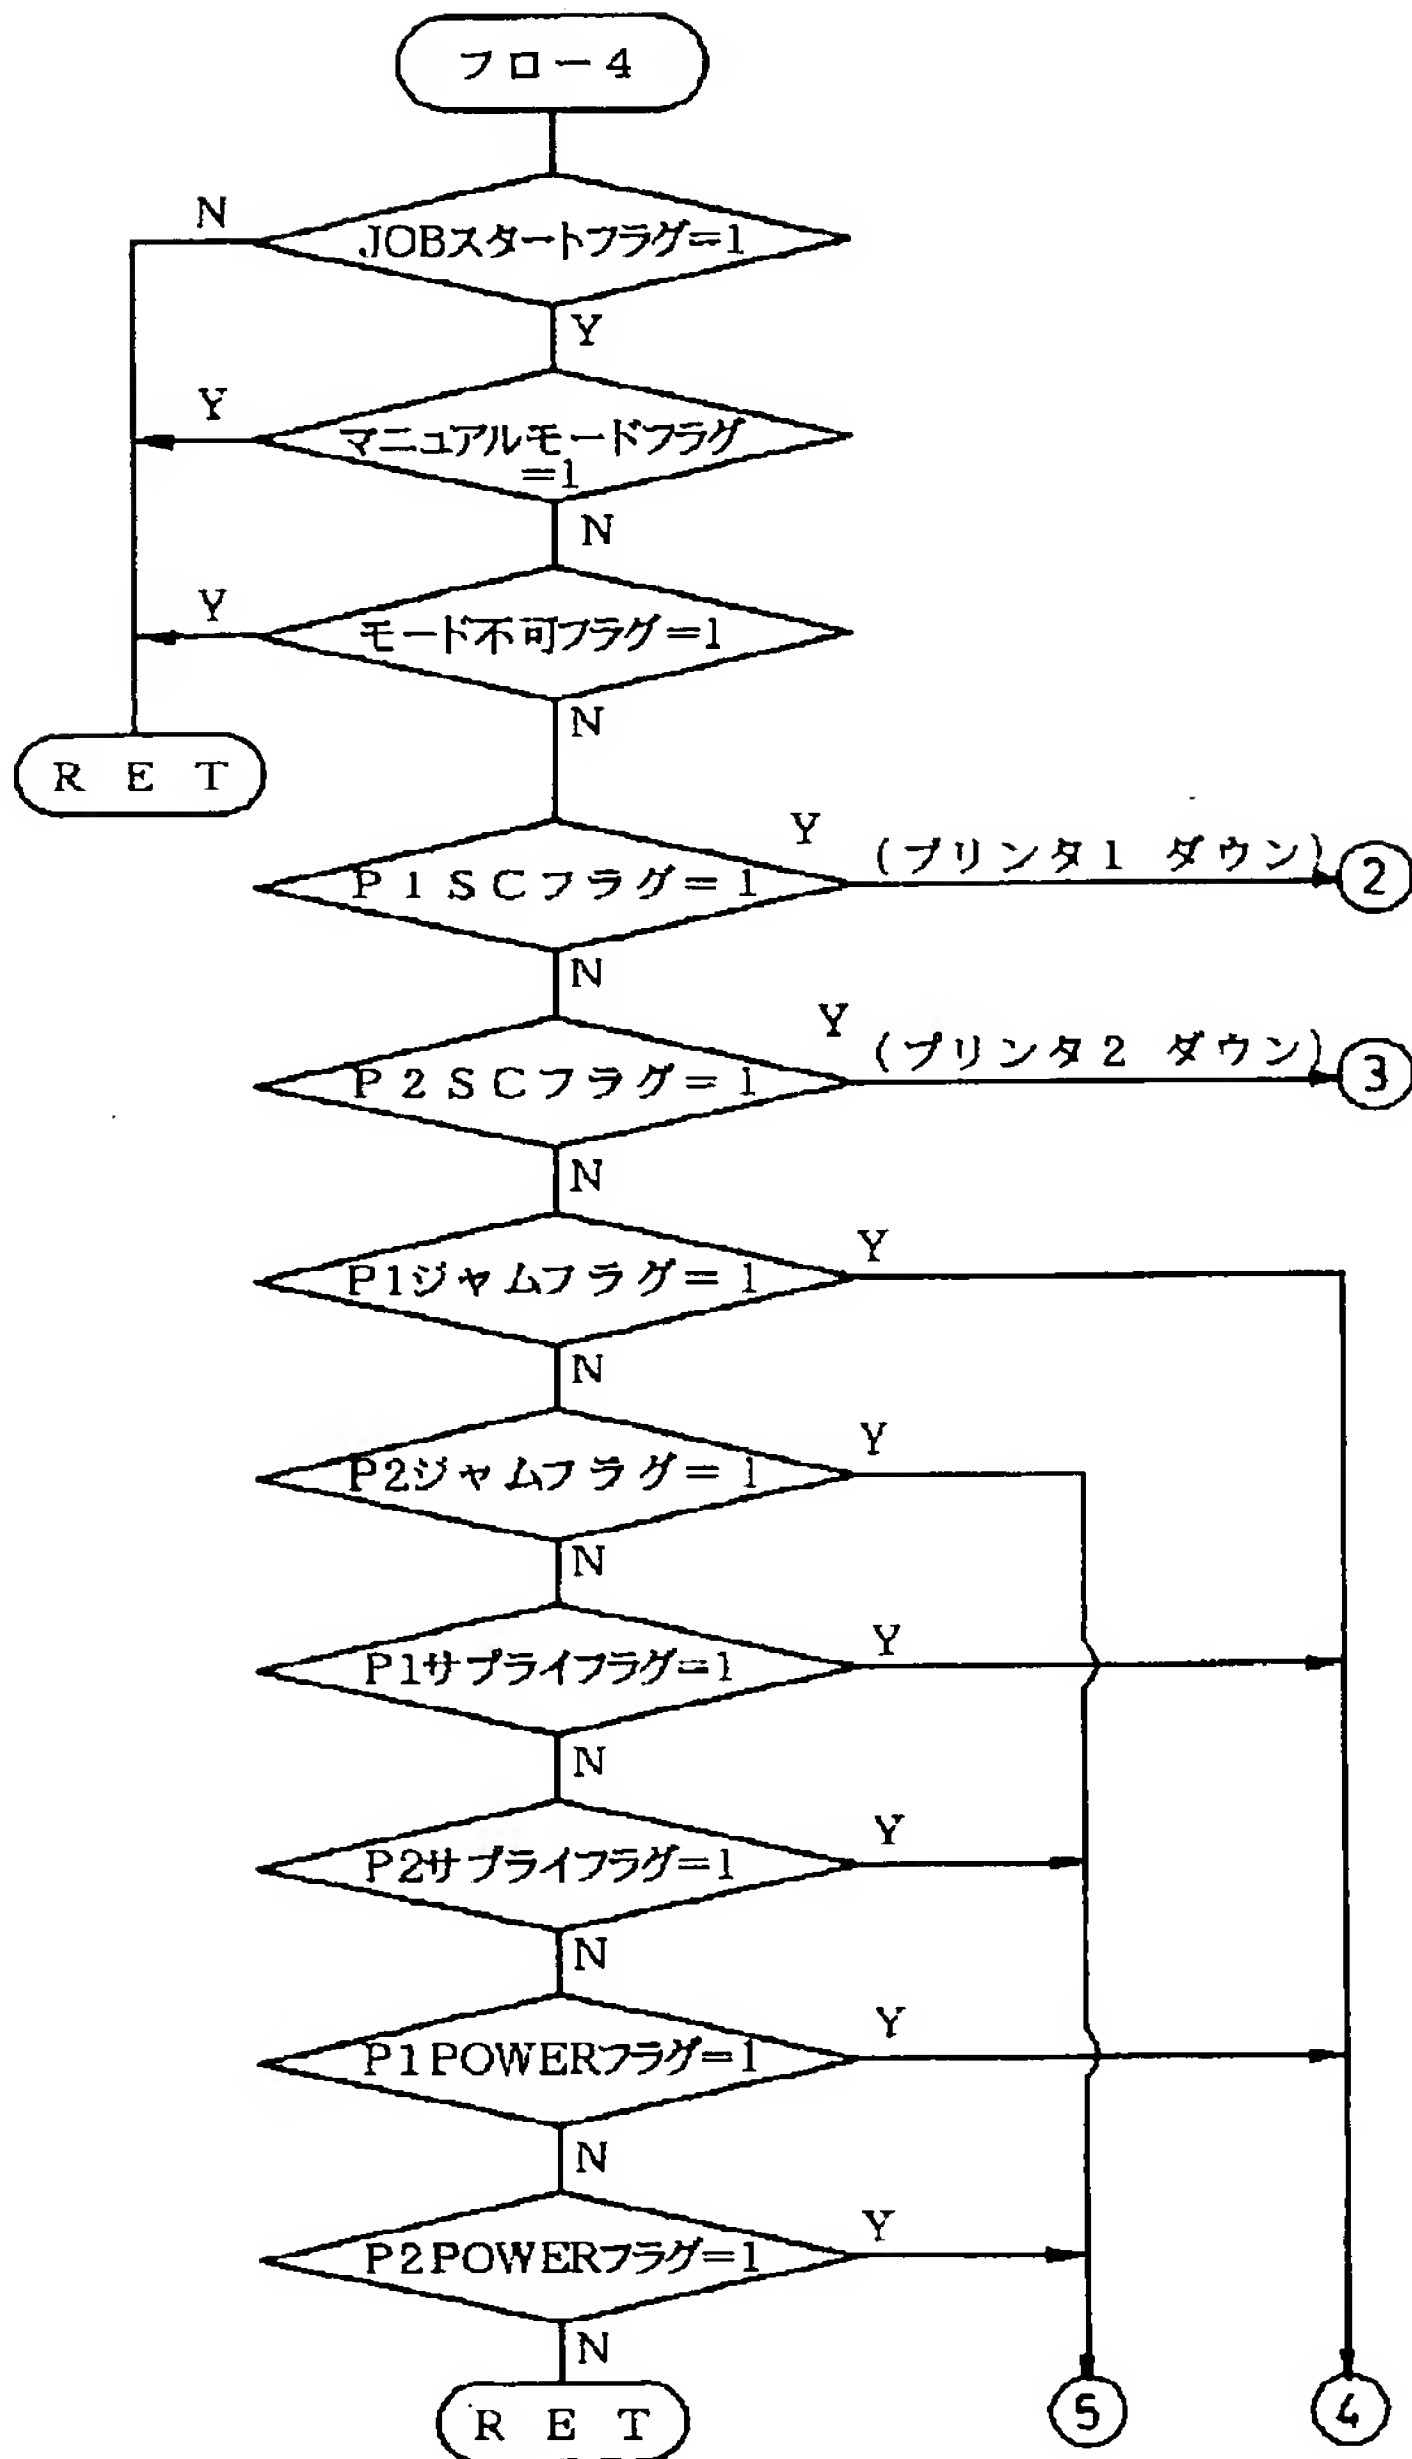 フロー4
N
JOBスタートフラグ=1
Y
Y
マニュアルモードフラグ
=1
N
Y
モード不可フラグ=1
N
RET
Y
(プリンタ1 ダウン)
P1SCフラグ=1
2
N
Y
(プリンタ2 ダウン)
P2SCフラグ=1
3
N
Y
P1ジャムフラグ=1
N
Y
P2ジャムフラグ=1
N
Y
P1サプライフラグ=1
N
Y
P2サプライフラグ=1
N
Y
P1POWERフラグ=1
N
Y
P2POWERフラグ=1
N
RET
5
4